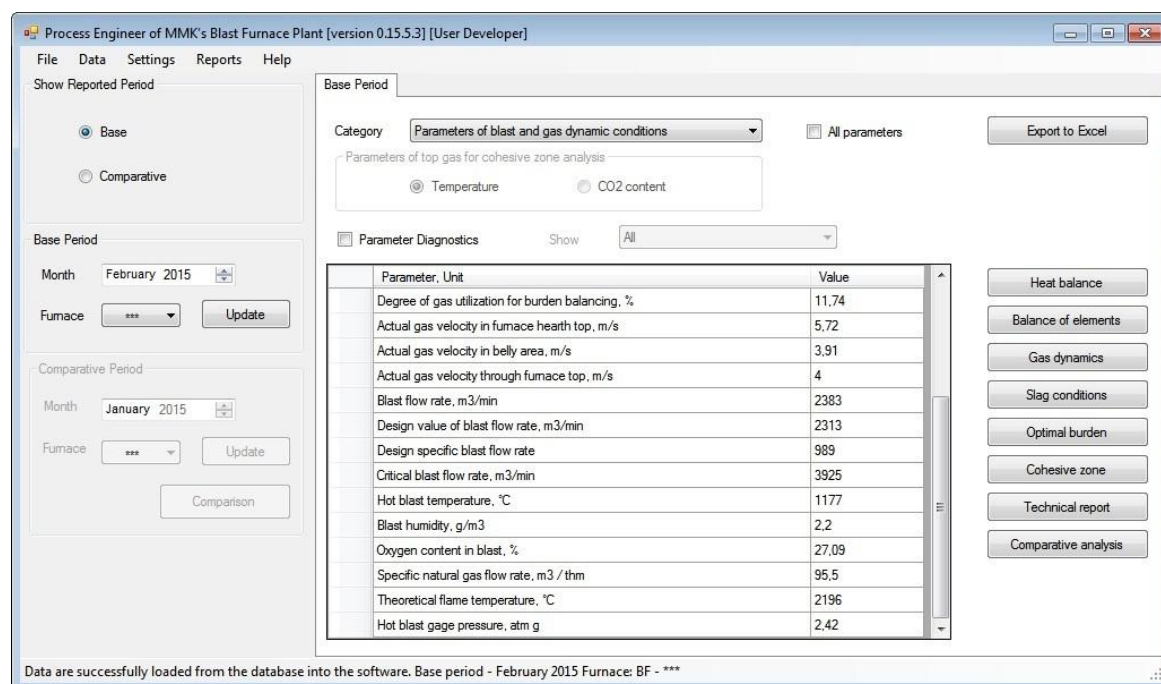 Process Engineer of MMK's Blast Furnace Plant [version 0.15.5.3] [User Developer]
File Data Settings Reports Help
Show Reported Period
Base
Comparative
Base Period
Month February 2015
Furnace *** Update
Comparative Period
Month January 2015
Furnace *** Update
Comparison
Base Period
Category Parameters of blast and gas dynamic conditions All parameters Export to Excel
Parameters of top gas for cohesive zone analysis
Temperature CO2 content
Parameter Diagnostics Show All
Parameter, Unit Value
Degree of gas utilization for burden balancing, % 11,74
Actual gas velocity in furnace hearth top, m/s 5,72
Actual gas velocity in belly area, m/s 3,91
Actual gas velocity through furnace top, m/s 4
Blast flow rate, m3/min 2383
Design value of blast flow rate, m3/min 2313
Design specific blast flow rate 989
Critical blast flow rate, m3/min 3925
Hot blast temperature, °C 1177
Blast humidity, g/m3 2,2
Oxygen content in blast, % 27,09
Specific natural gas flow rate, m3 / thm 95,5
Theoretical flame temperature, °C 2196
Hot blast gage pressure, atm g 2,42
Heat balance
Balance of elements
Gas dynamics
Slag conditions
Optimal burden
Cohesive zone
Technical report
Comparative analysis
Data are successfully loaded from the database into the software. Base period - February 2015 Furnace: BF - ***